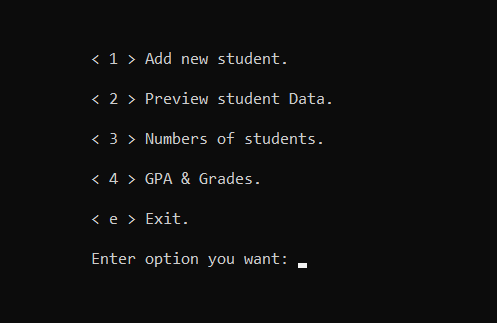 < 1 > Add new student.
< 2 > Preview student Data.
< 3 > Numbers of students.
< 4 > GPA & Grades.
< e > Exit.
Enter option you want: